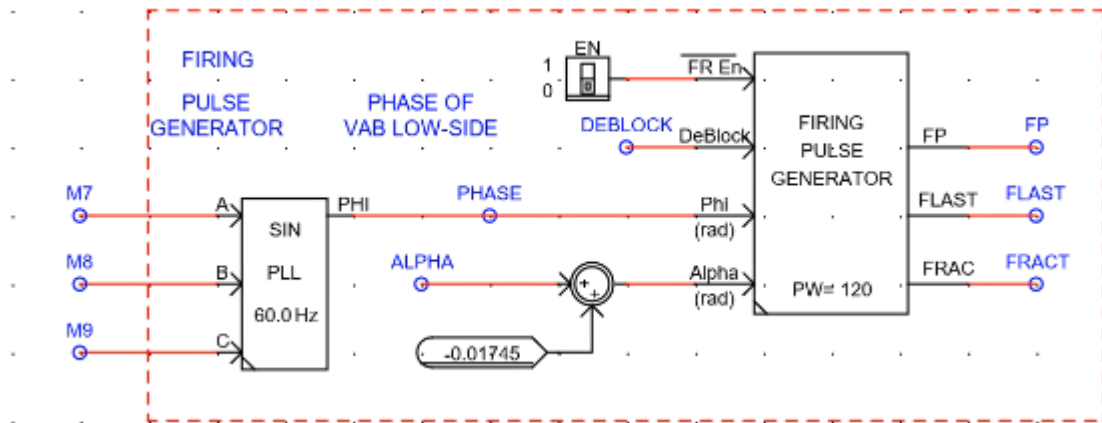 FIRING
PULSE
GENERATOR
PHASE OF
VAB LOW-SIDE
EN
1
0
FR En
DEBLOCK
DeBlock
FIRING
PULSE
GENERATOR
PW= 120
FP
FP
FLAST
FLAST
FRAC
FRACT
M7
A
M8
B
M9
C
SIN
PLL
60.0 Hz
PHI
PHASE
Phi
(rad)
ALPHA
+
+
Alpha
(rad)
-0.01745